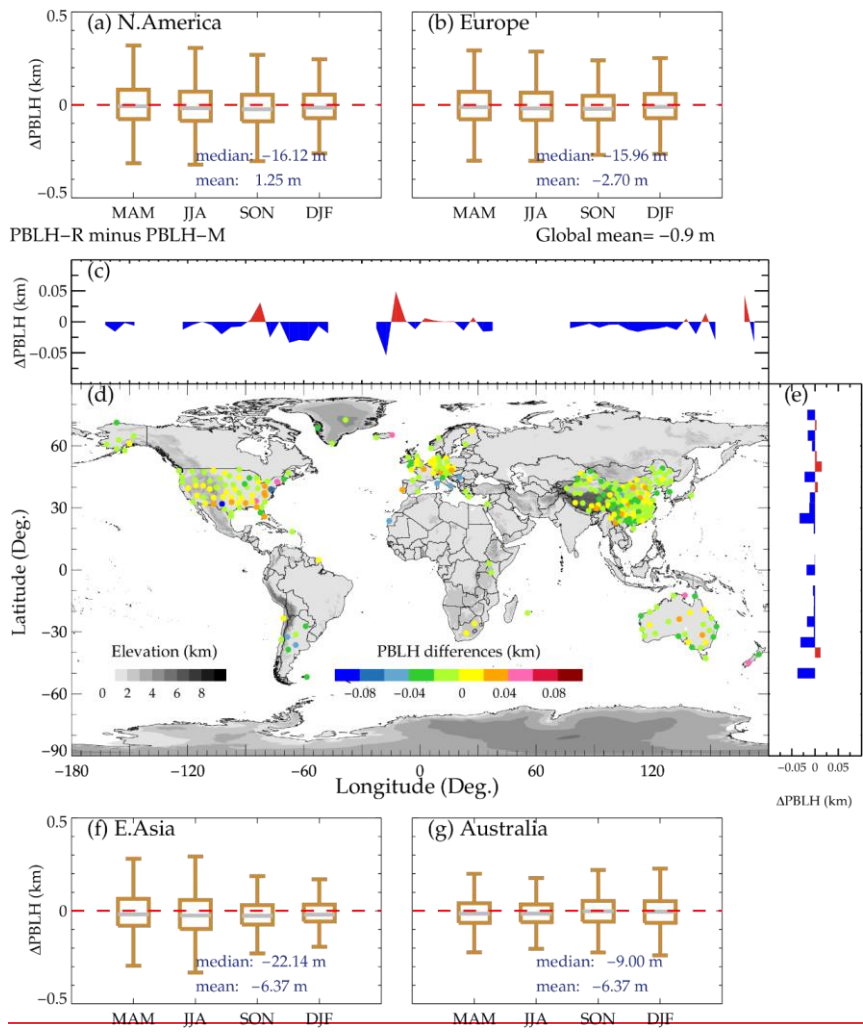 (a) N.America
(b) Europe
0.5
0
−0.5
ΔPBLH (km)
median: −16.12 m
mean: 1.25 m
median: −15.96 m
mean: −2.70 m
MAM JJA SON DJF
MAM JJA SON DJF
PBLH−R minus PBLH−M
Global mean= −0.9 m
(c)
0.05
0
−0.05
ΔPBLH (km)
(d)
(e)
60
30
0
−30
−60
−90
Latitude (Deg.)
Elevation (km)
0 2 4 6 8
PBLH differences (km)
−0.08 −0.04 0 0.04 0.08
−180 −120 −60 0 60 120
Longitude (Deg.)
−0.05 0 0.05
ΔPBLH (km)
(f) E.Asia
(g) Australia
0.5
0
−0.5
ΔPBLH (km)
median: −22.14 m
mean: −6.37 m
median: −9.00 m
mean: −6.37 m
MAM JJA SON DJF
MAM JJA SON DJF